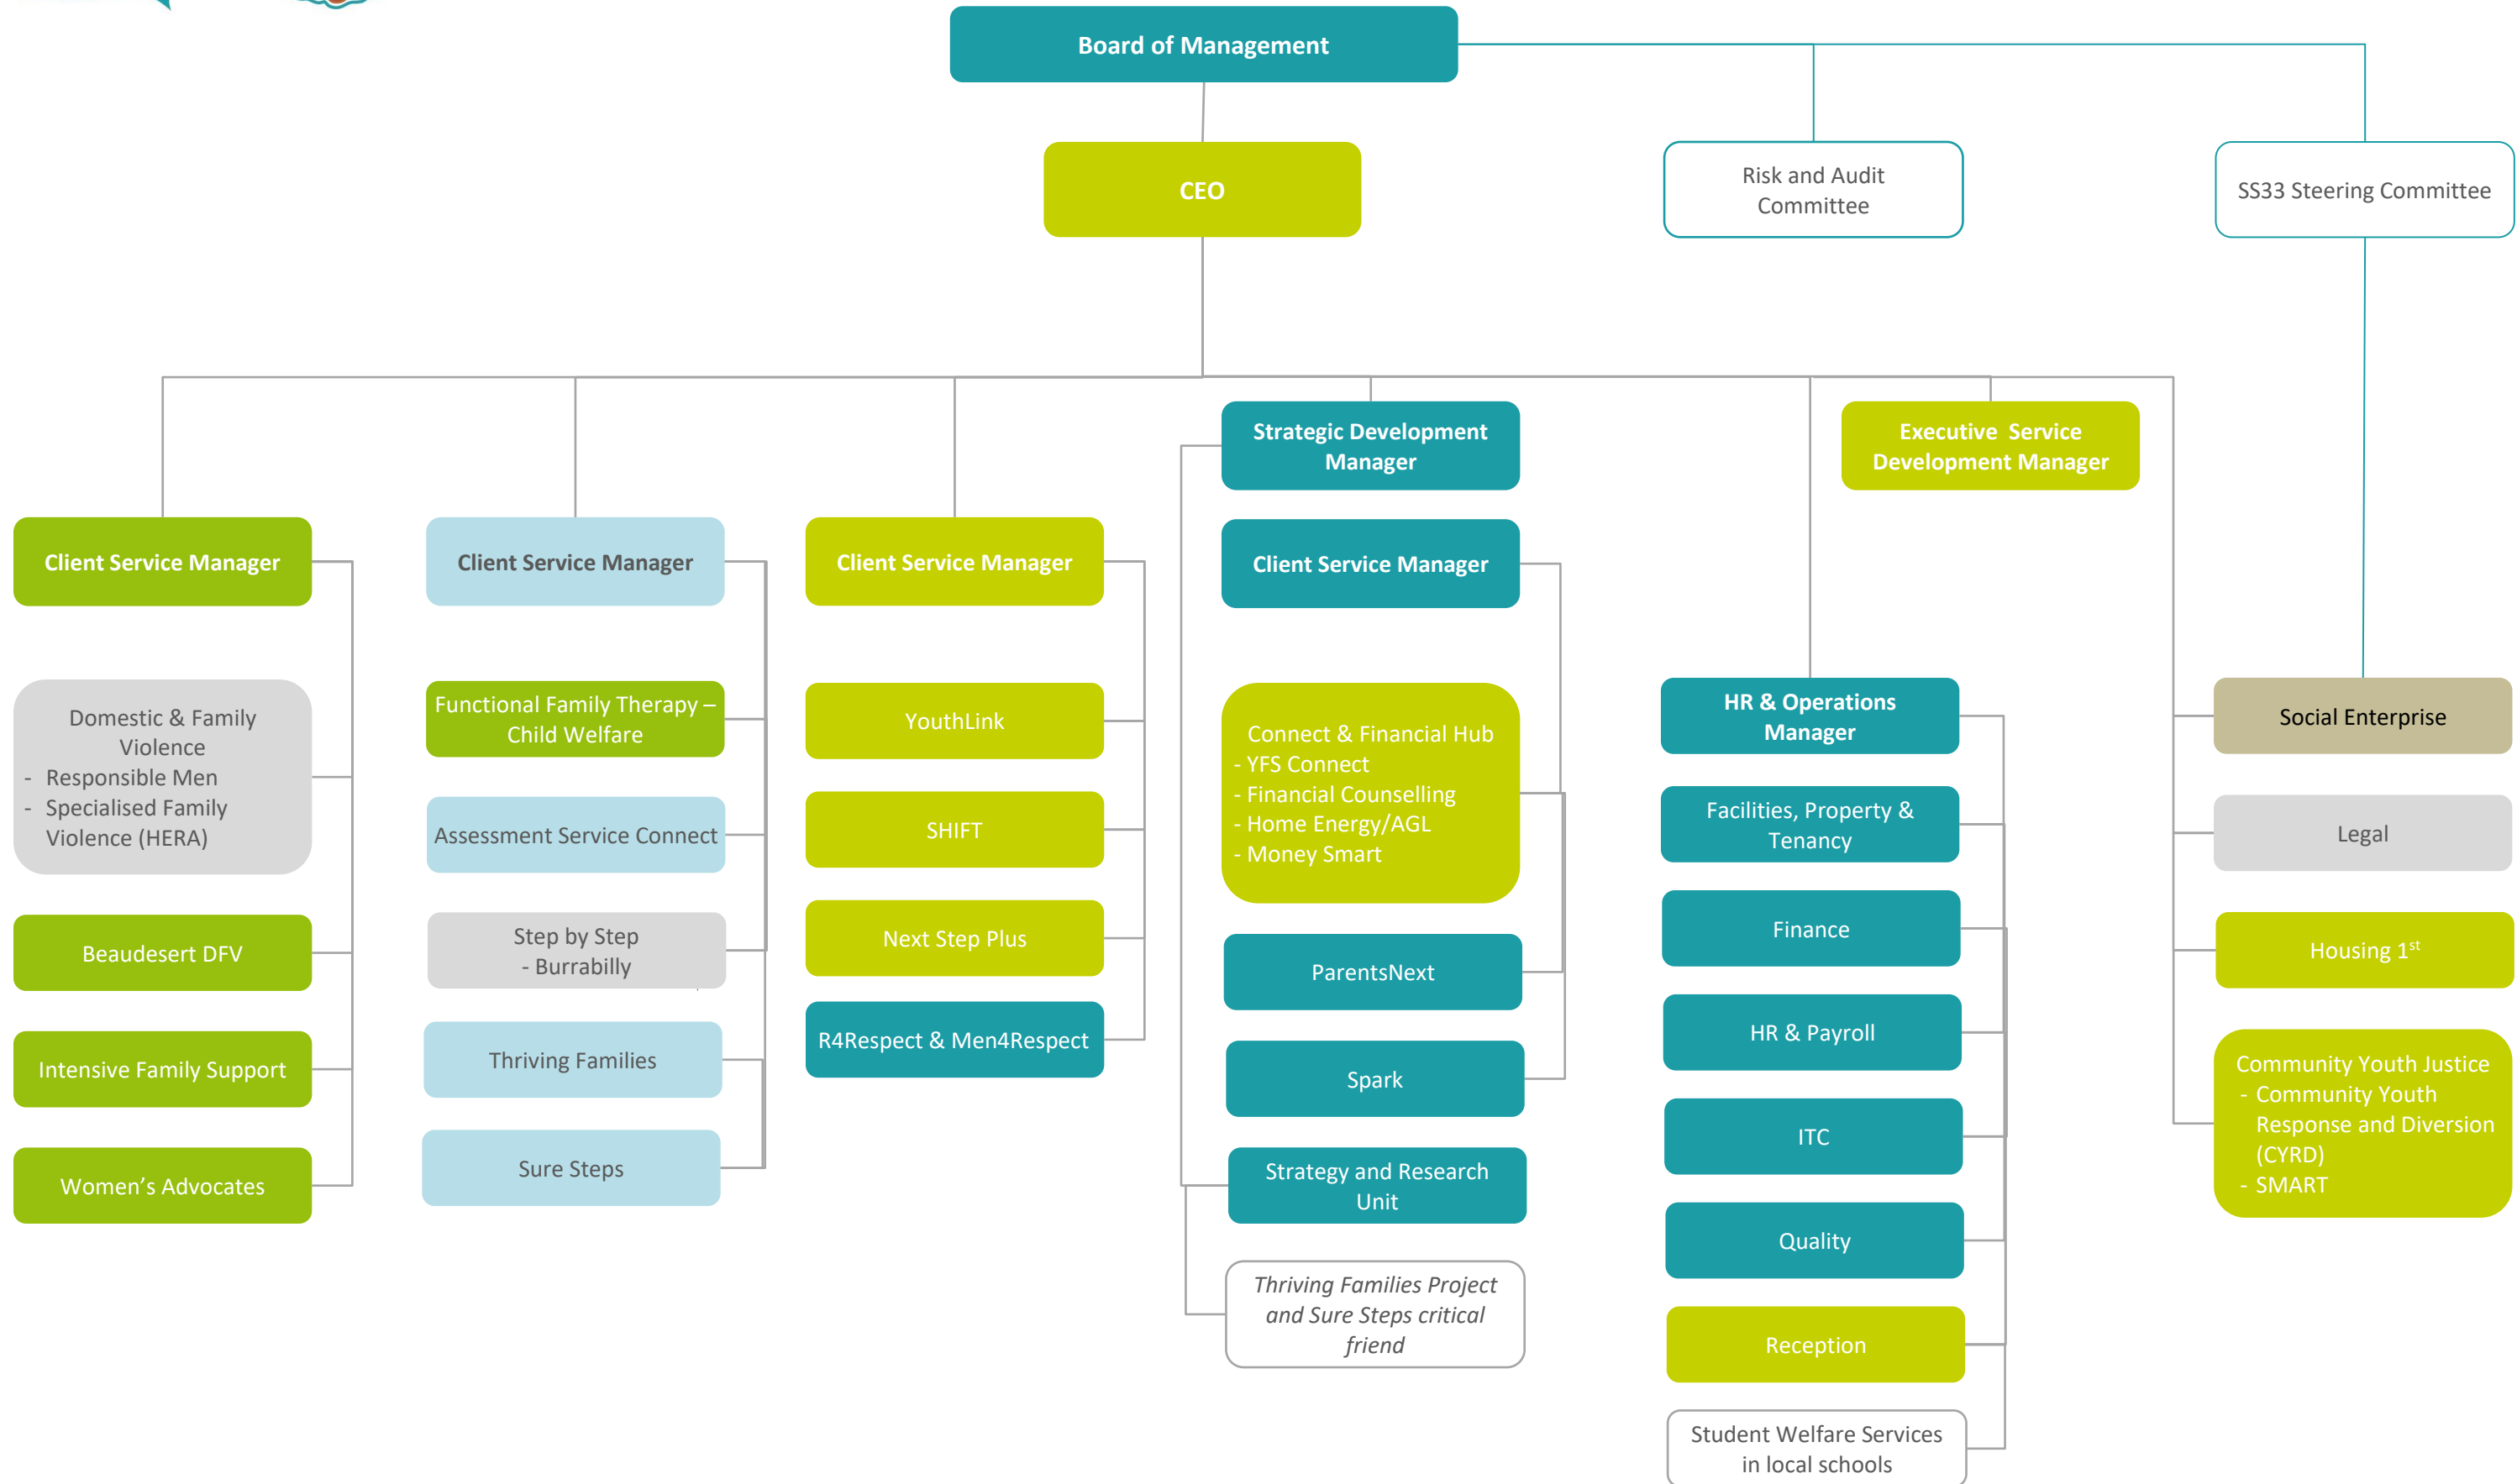 Board of Management
CEO
Risk and Audit
Committee
SS33 Steering Committee
Strategic Development
Manager
Executive  Service
Development Manager
Client Service Manager
Client Service Manager
Client Service Manager
Client Service Manager
Domestic & Family
Violence
- Responsible Men
- Specialised Family
Violence (HERA)
Beaudesert DFV
Intensive Family Support
Women’s Advocates
Functional Family Therapy –
Child Welfare
Assessment Service Connect
Step by Step
- Burrabilly
Thriving Families
Sure Steps
YouthLink
SHIFT
Next Step Plus
R4Respect & Men4Respect
Connect & Financial Hub
- YFS Connect
- Financial Counselling
- Home Energy/AGL
- Money Smart
ParentsNext
Spark
Strategy and Research
Unit
Thriving Families Project
and Sure Steps critical
friend
HR & Operations
Manager
Facilities, Property &
Tenancy
Finance
HR & Payroll
ITC
Quality
Reception
Student Welfare Services
in local schools
Social Enterprise
Legal
Housing 1st
Community Youth Justice
- Community Youth
Response and Diversion
(CYRD)
- SMART